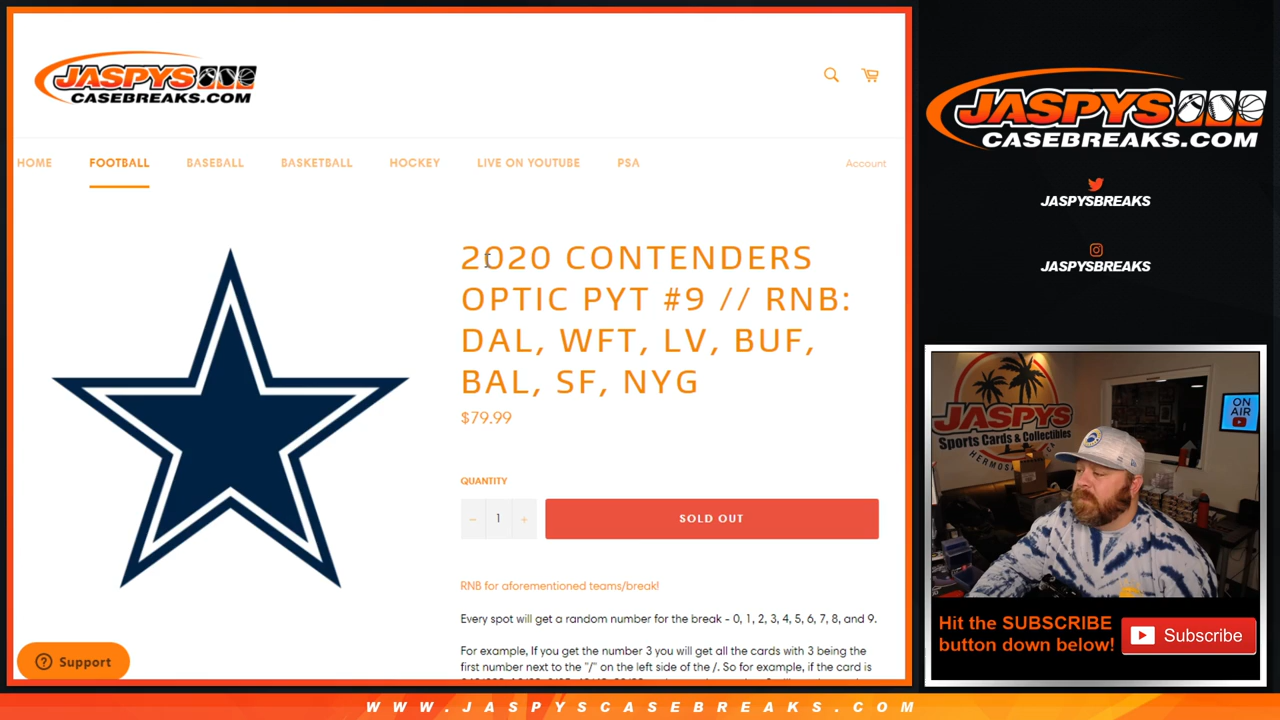 JASPYS
CASEBREAKS.COM
HOME FOOTBALL BASEBALL BASKETBALL HOCKEY LIVE ON YOUTUBE PSA Account
2020 CONTENDERS
OPTIC PYT #9 // RNB:
DAL, WFT, LV, BUF,
BAL, SF, NYG
$79.99
QUANTITY
− 1 + SOLD OUT
RNB for aforementioned teams/break!
Every spot will get a random number for the break - 0, 1, 2, 3, 4, 5, 6, 7, 8, and 9.
For example, If you get the number 3 you will get all the cards with 3 being the
first number next to the "/" on the left side of the /. So for example, if the card is
Support
JASPYS
CASEBREAKS.COM
JASPYSBREAKS
JASPYSBREAKS
JASPYS
Sports Cards & Collectibles
ON
AIR
Hit the SUBSCRIBE
button down below!
Subscribe
WWW.JASPYSCASEBREAKS.COM